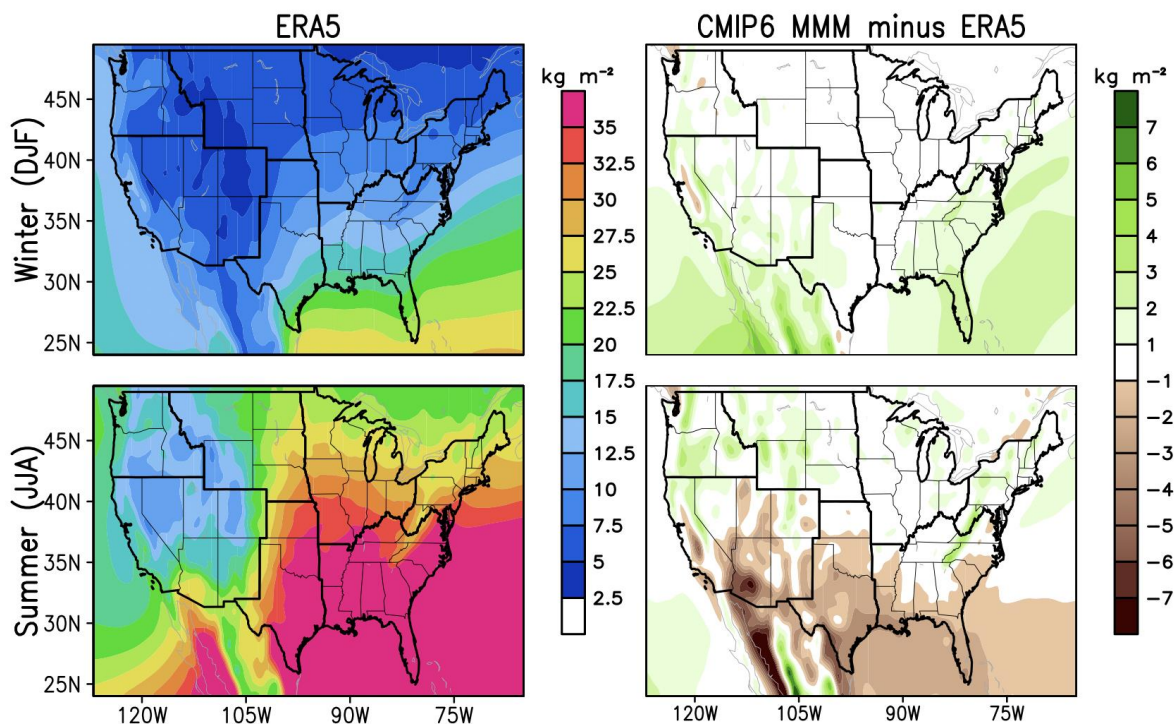 ERA5
CMIP6 MMM minus ERA5
Winter (DJF)
45N
40N
35N
30N
25N
kg m⁻²
35
32.5
30
27.5
25
22.5
20
17.5
15
12.5
10
7.5
5
2.5
kg m⁻²
7
6
5
4
3
2
1
−1
−2
−3
−4
−5
−6
−7
Summer (JJA)
45N
40N
35N
30N
25N
120W
105W
90W
75W
120W
105W
90W
75W